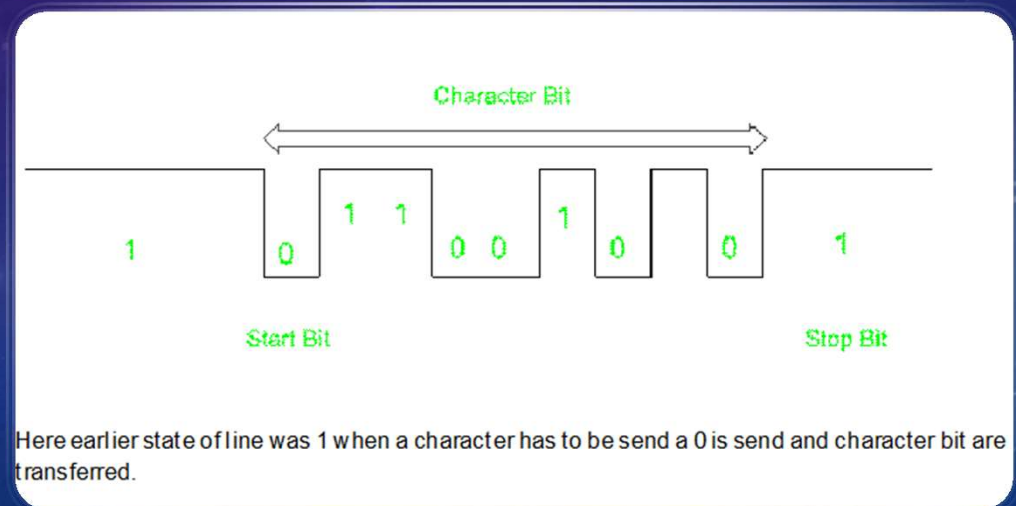 Character Bit
1 0 1 1 0 0 1 0 0 1
Start Bit Stop Bit
Here earlier state of line was 1 when a character has to be send a 0 is send and character bit are
transferred.